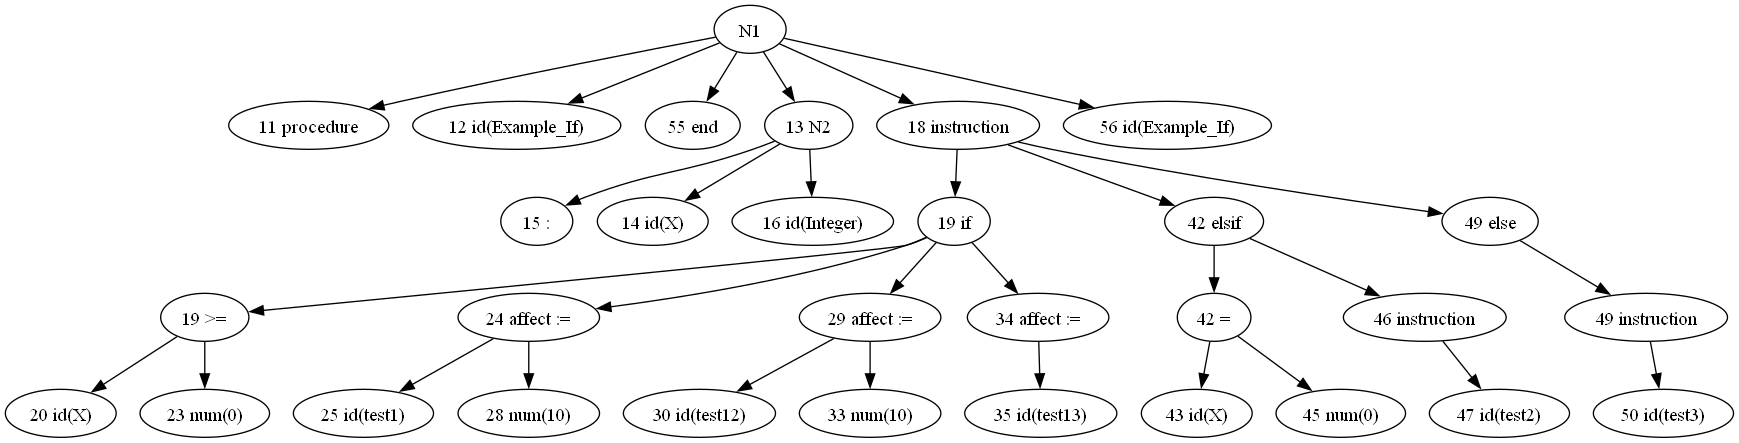 N1
11 procedure
12 id(Example_If)
55 end
13 N2
18 instruction
56 id(Example_If)
15 :
14 id(X)
16 id(Integer)
19 if
42 elsif
49 else
19 >=
24 affect :=
29 affect :=
34 affect :=
42 =
46 instruction
49 instruction
20 id(X)
23 num(0)
25 id(test1)
28 num(10)
30 id(test12)
33 num(10)
35 id(test13)
43 id(X)
45 num(0)
47 id(test2)
50 id(test3)